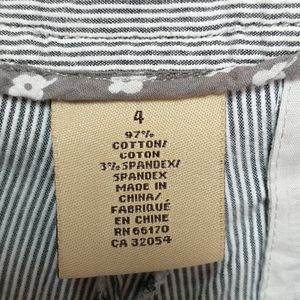 4
97%
COTTON/
COTON
3% SPANDEX/
SPANDEX
MADE IN
CHINA/
FABRIQUÉ
EN CHINE
RN 66170
CA 32054